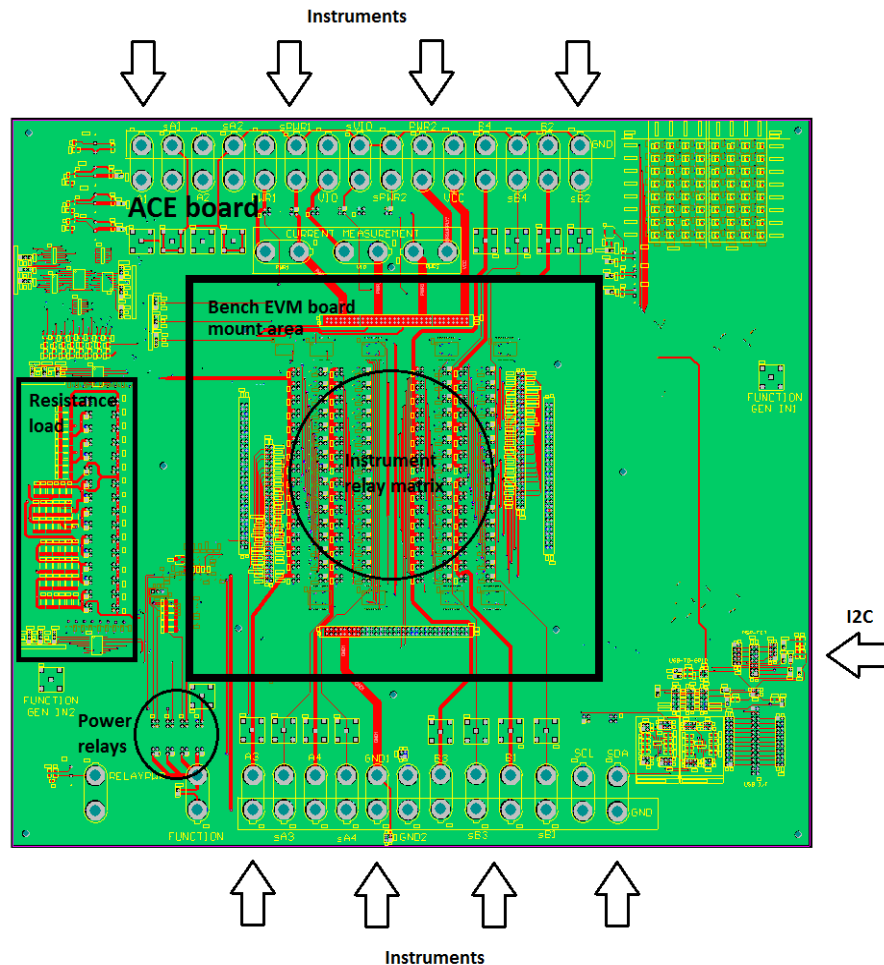 Instruments
sA1
sA2
sPWR1
sVIO
PWR2
B4
B2
GND
A2
VIO
sPWR2
VCC
sB4
sB2
ACE board
CURRENT MEASUREMENT
Bench EVM board
mount area
Resistance
load
Instrument
relay matrix
FUNCTION
GEN IN1
I2C
FUNCTION
GEN IN2
Power
relays
A3
A4
GND1
B3
B1
SCL
SDA
FUNCTION
sA3
sA4
GND2
sB3
sB1
GND
Instruments